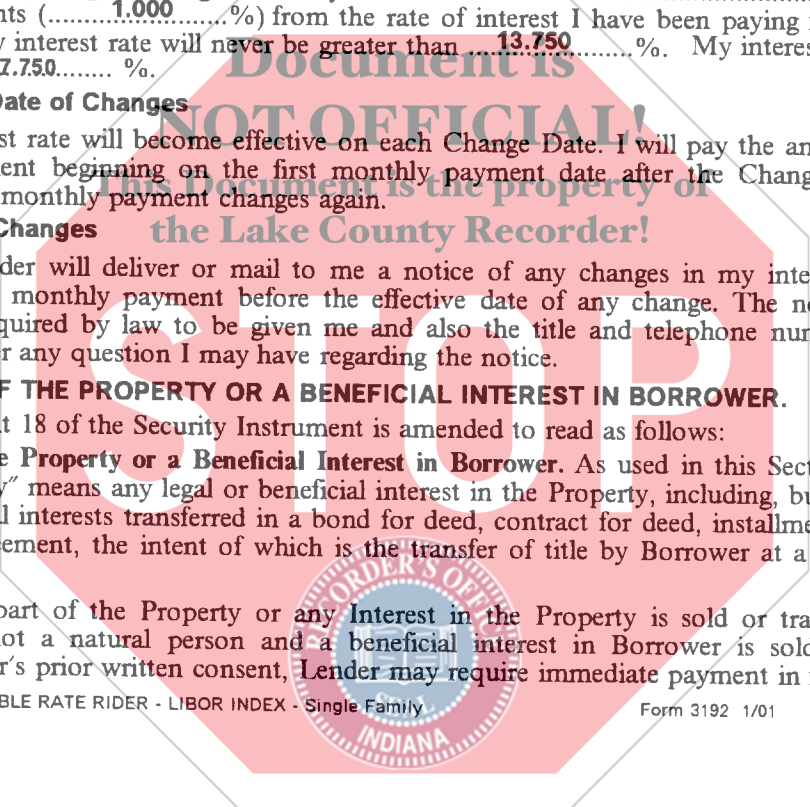 nts (............1.000...........%) from the rate of interest I have been paying
interest rate will never be greater than .....13.750...........%. My interes
7.750........ %.
Date of Changes
st rate will become effective on each Change Date. I will pay the am
ent beginning on the first monthly payment date after the Chang
monthly payment changes again.
Changes
der will deliver or mail to me a notice of any changes in my inte
monthly payment before the effective date of any change. The no
quired by law to be given me and also the title and telephone num
r any question I may have regarding the notice.
F THE PROPERTY OR A BENEFICIAL INTEREST IN BORROWER.
t 18 of the Security Instrument is amended to read as follows:
e Property or a Beneficial Interest in Borrower. As used in this Sect
y" means any legal or beneficial interest in the Property, including, bu
l interests transferred in a bond for deed, contract for deed, installme
ement, the intent of which is the transfer of title by Borrower at a
part of the Property or any Interest in the Property is sold or tra
not a natural person and a beneficial interest in Borrower is sold
r's prior written consent, Lender may require immediate payment in
BLE RATE RIDER - LIBOR INDEX - Single Family
Form 3192 1/01
Document is
NOT OFFICIAL!
This Document is the property of
the Lake County Recorder!
STOP
RECORDER'S OFFICE
SEAL
INDIANA